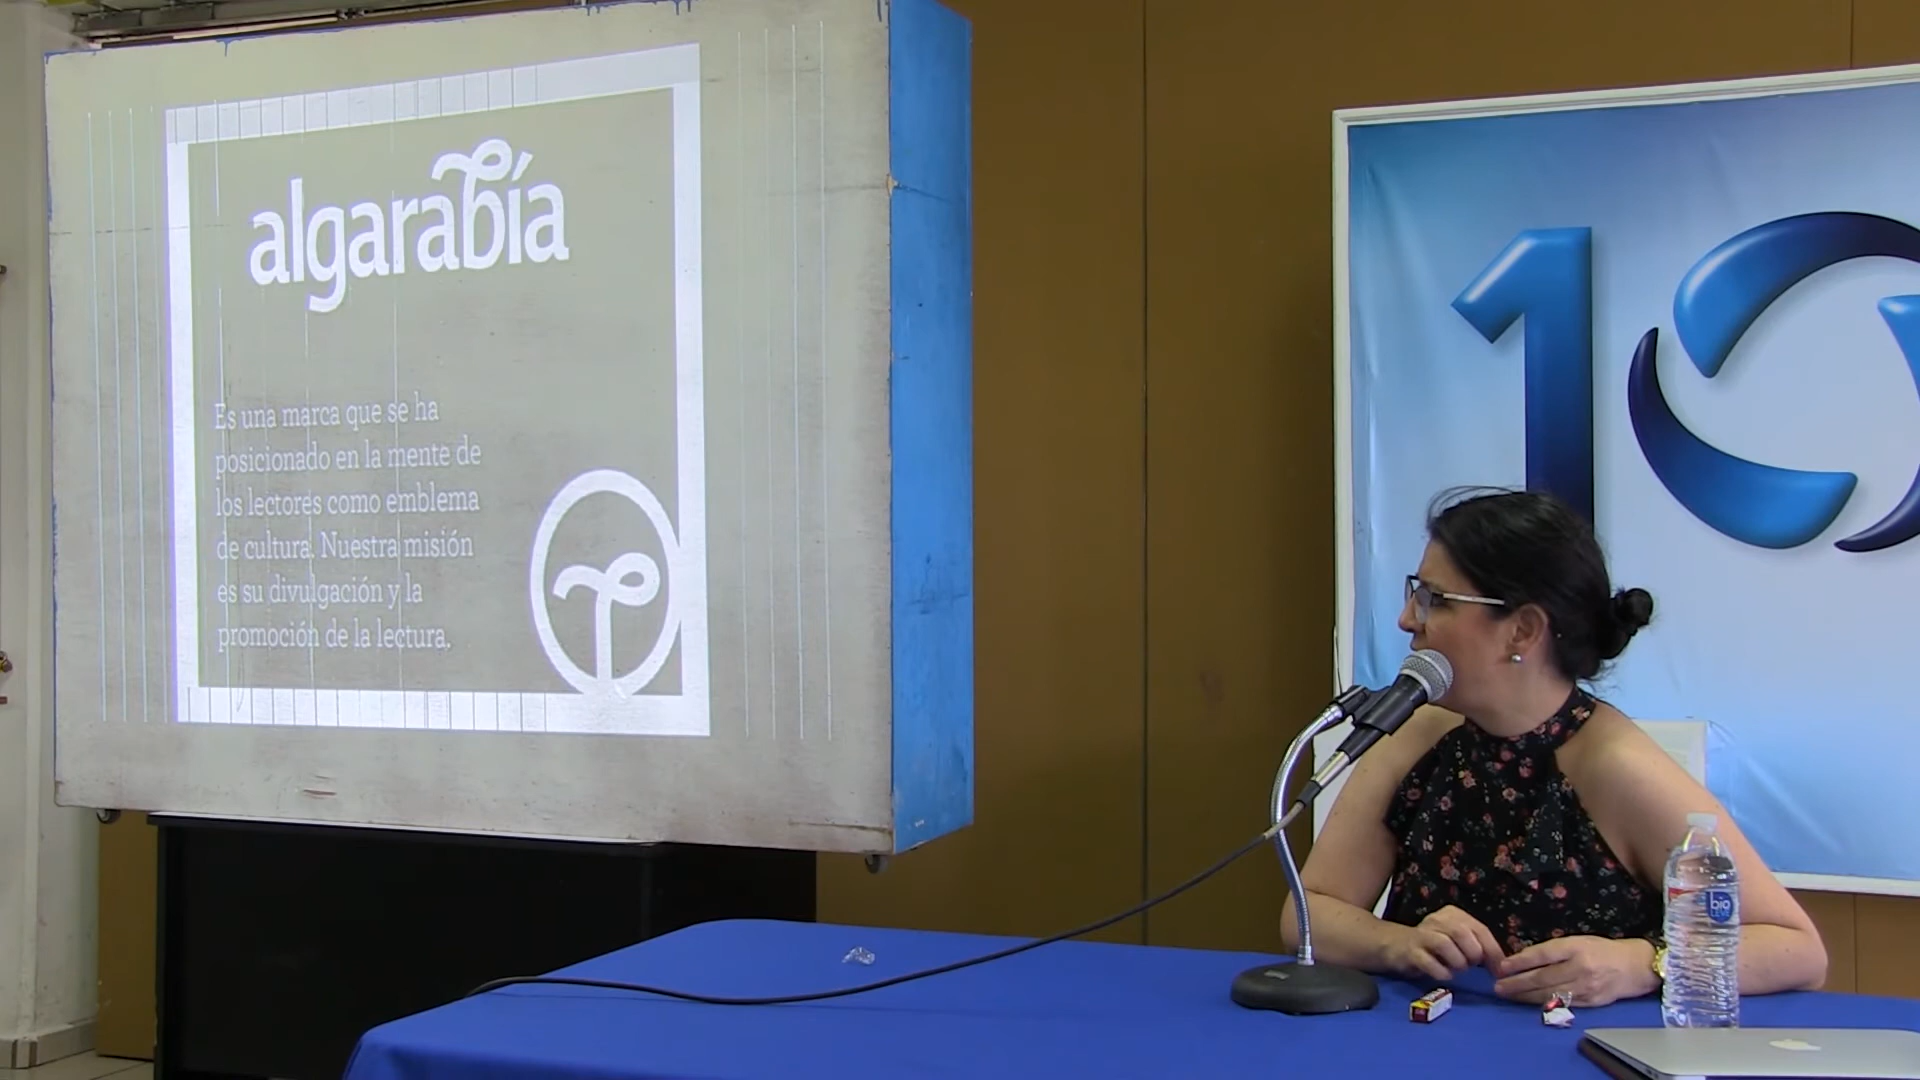 algarabía
Es una marca que se ha
posicionado en la mente de
los lectores como emblema
de cultura. Nuestra misión
es su divulgación y la
promoción de la lectura.
10
bio